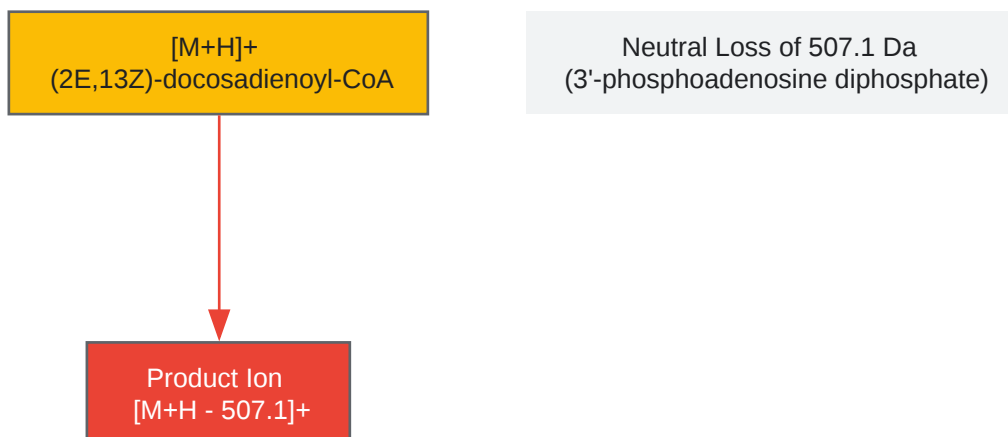 [M+H]+
(2E,13Z)-docosadienoyl-CoA
Neutral Loss of 507.1 Da
(3'-phosphoadenosine diphosphate)
Product Ion
[M+H - 507.1]+